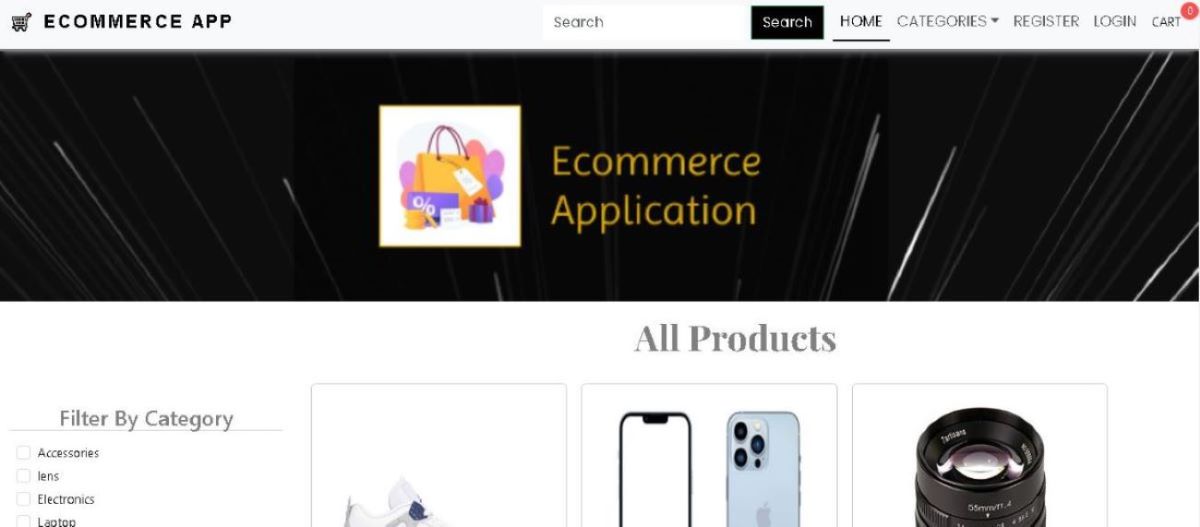 ECOMMERCE APP
Search
Search
HOME
CATEGORIES
REGISTER
LOGIN
CART
0
%
Ecommerce
Application
All Products
Filter By Category
Accessories
lens
Electronics
Laptop
7artisans
55mm/f1.4